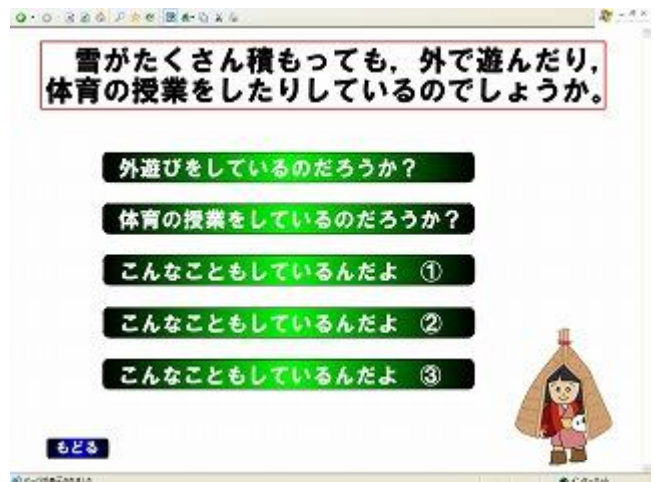 雪がたくさん積もっても，外で遊んだり，
体育の授業をしたりしているのでしょうか。
外遊びをしているのだろうか？
体育の授業をしているのだろうか？
こんなこともしているんだよ　①
こんなこともしているんだよ　②
こんなこともしているんだよ　③
もどる